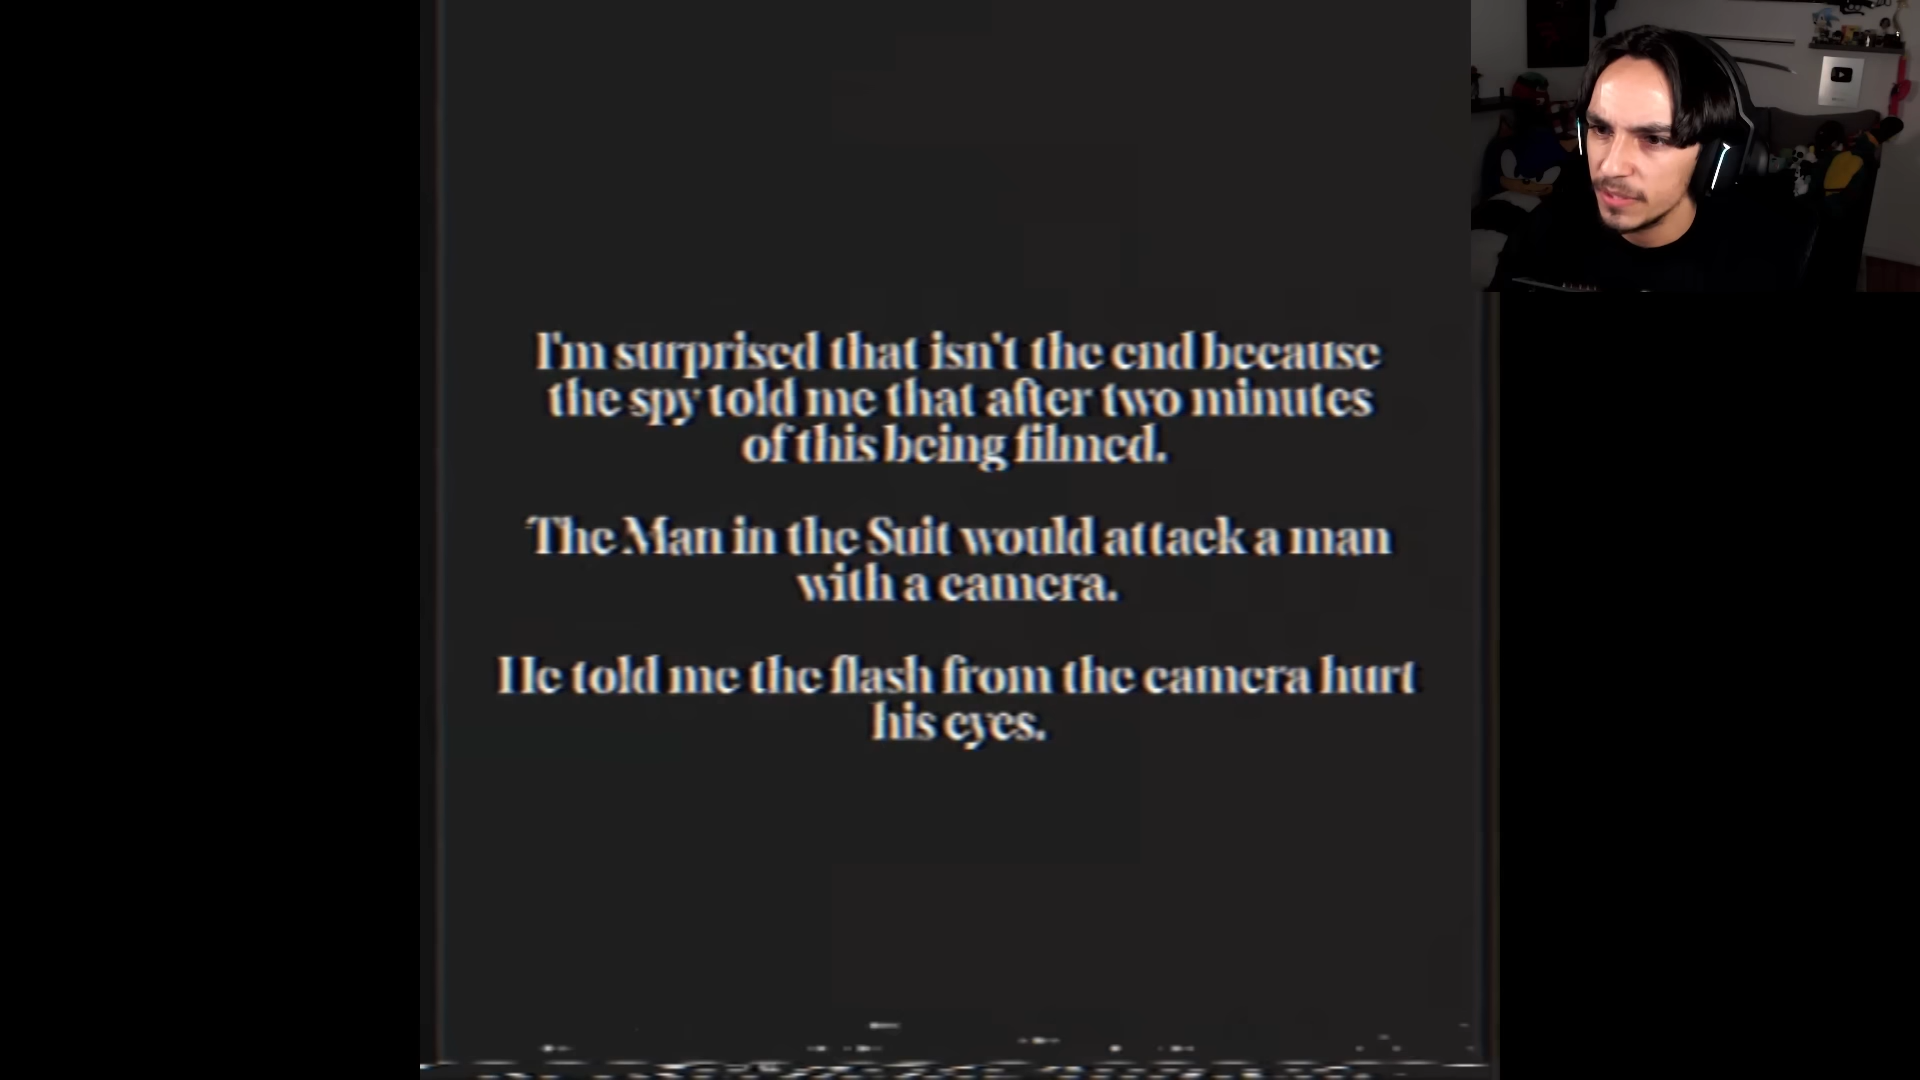 I'm surprised that isn't the end because
the spy told me that after two minutes
of this being filmed.
The Man in the Suit would attack a man
with a camera.
He told me the flash from the camera hurt
his eyes.